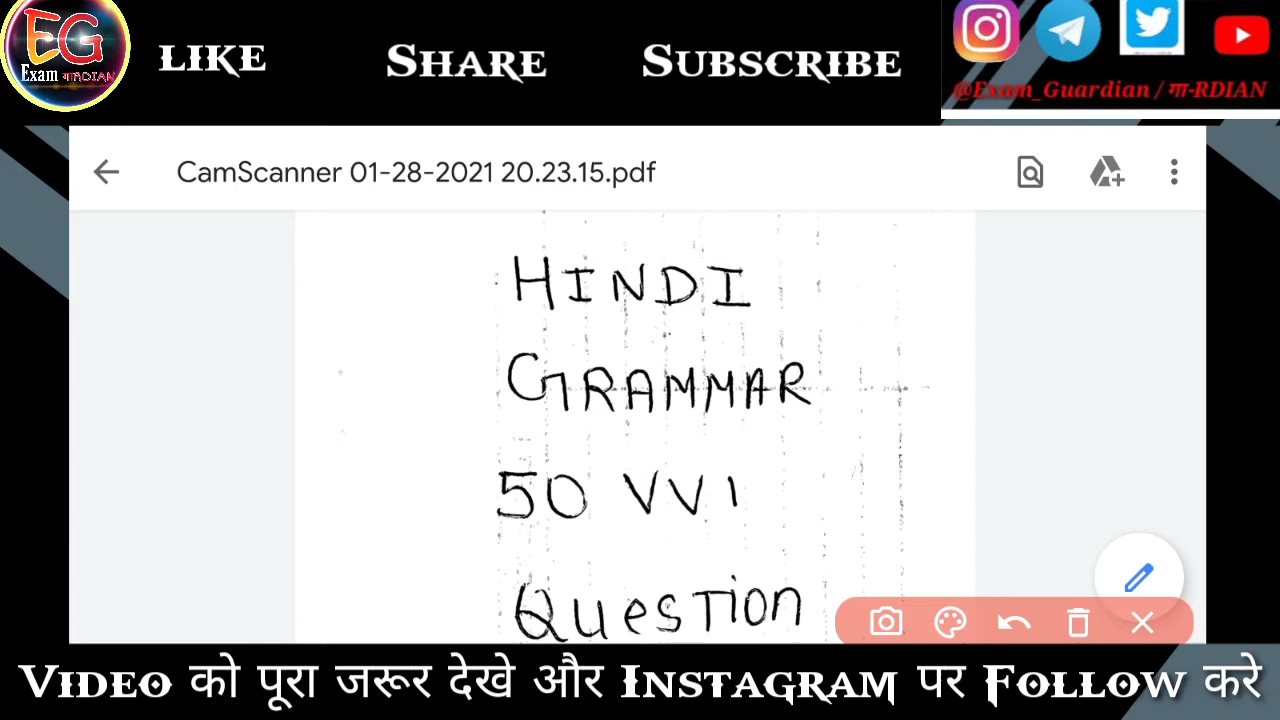 EG
Exam गार्DIAN
LIKE SHARE SUBSCRIBE
@Exam_Guardian / गा-RDIAN
CamScanner 01-28-2021 20.23.15.pdf
HINDI
GRAMMAR
50 VVI
Question
VIDEO को पूरा जरूर देखे और INSTAGRAM पर FOLLOW करे